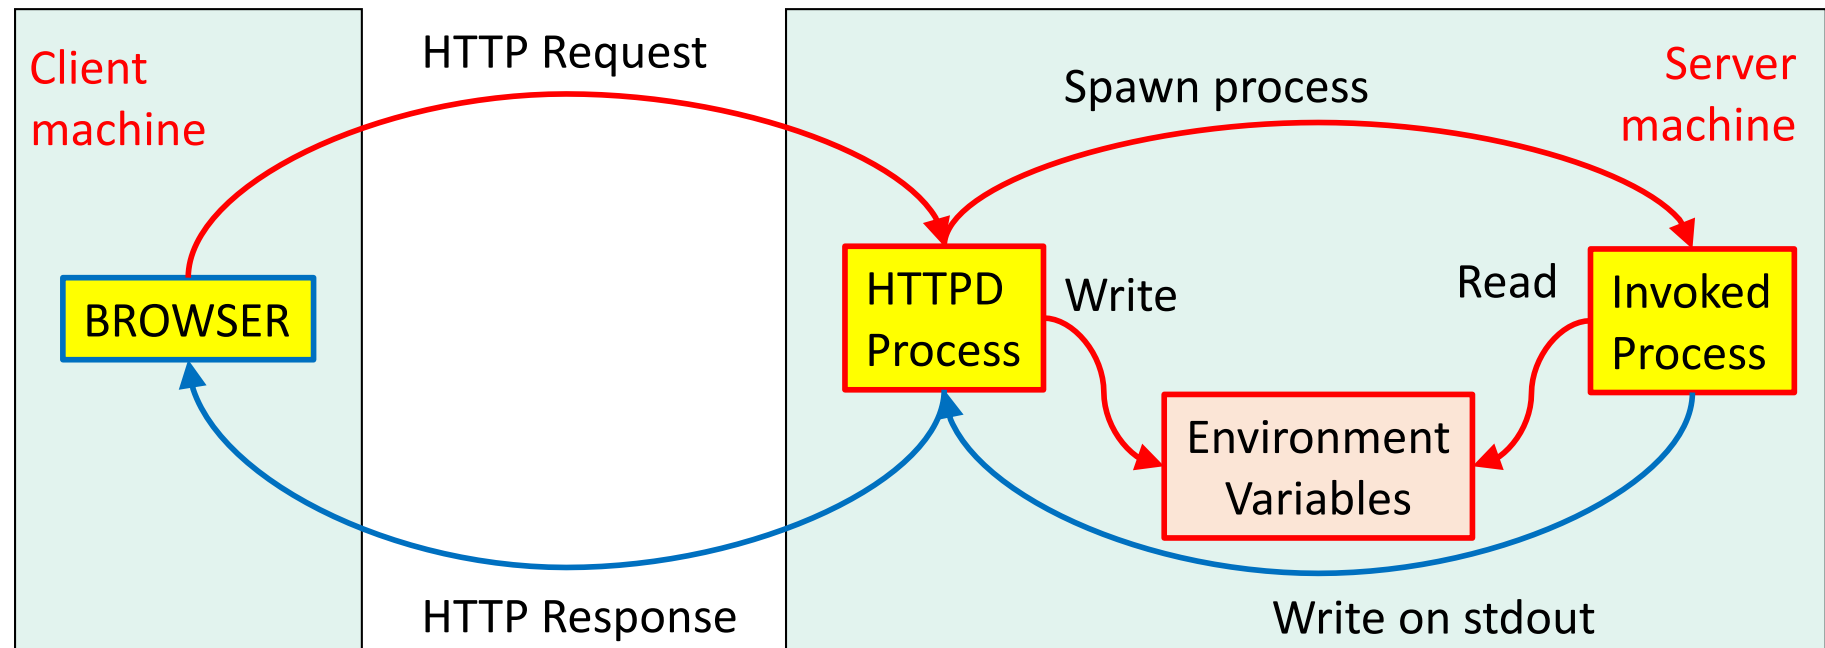 Client
machine
HTTP Request
Spawn process
Server
machine
BROWSER
HTTPD
Process
Write
Read
Invoked
Process
Environment
Variables
HTTP Response
Write on stdout